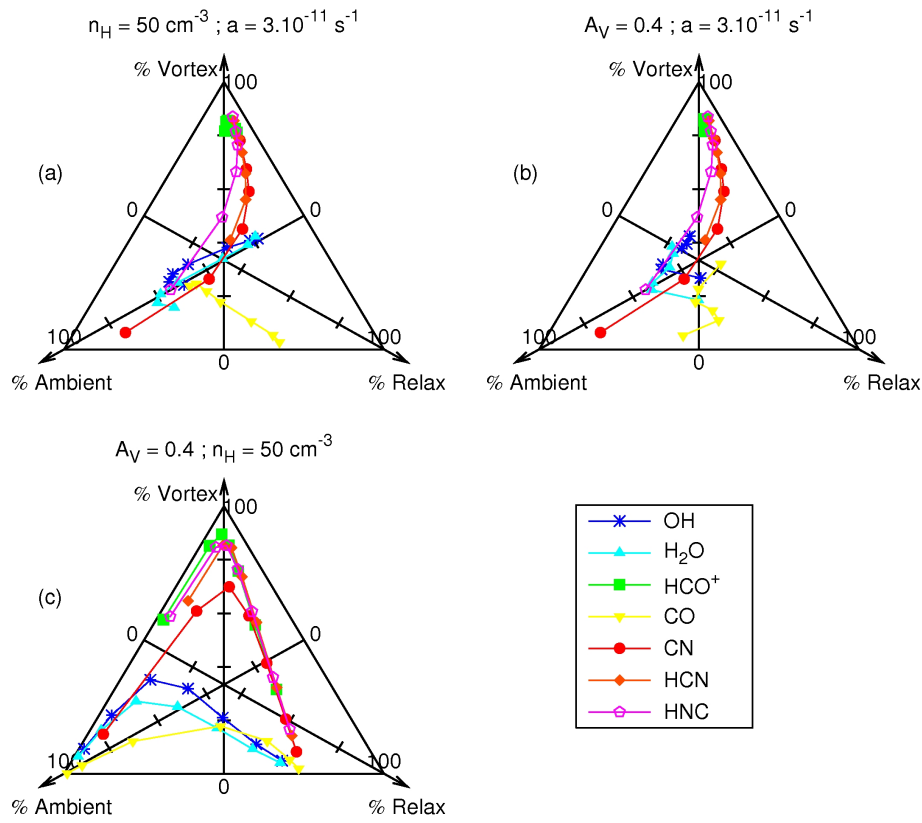 n_H = 50 cm^-3 ; a = 3.10^-11 s^-1
A_V = 0.4 ; a = 3.10^-11 s^-1
% Vortex
100
(a)
0
0
100
100
0
% Ambient
% Relax
% Vortex
100
(b)
0
0
100
100
0
% Ambient
% Relax
A_V = 0.4 ; n_H = 50 cm^-3
% Vortex
100
(c)
0
0
100
100
0
% Ambient
% Relax
OH
H_2O
HCO^+
CO
CN
HCN
HNC